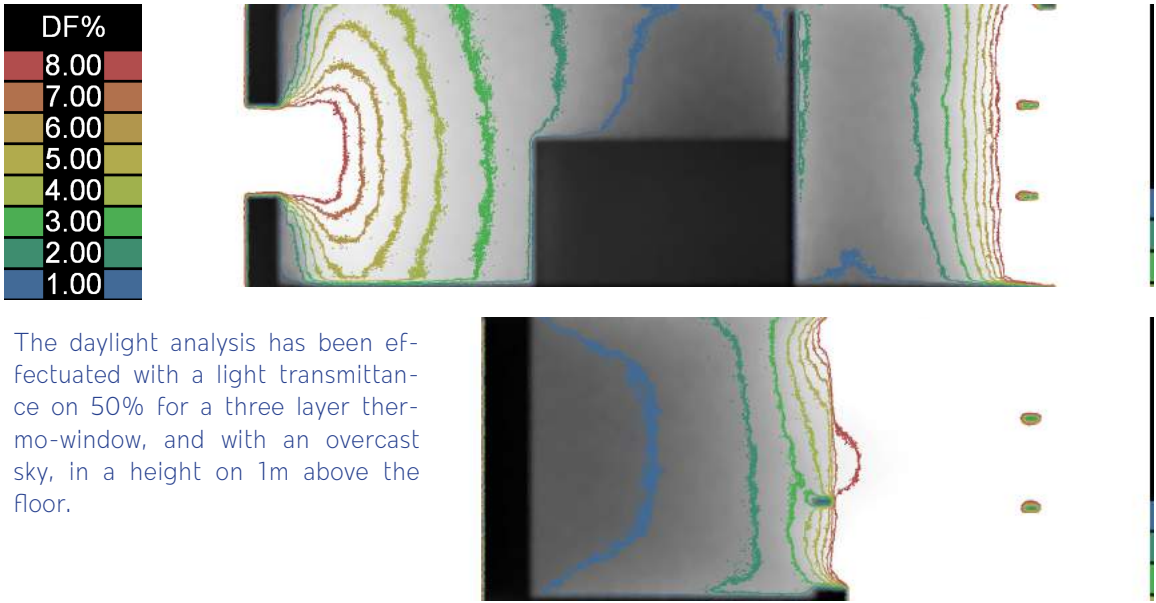 DF%
8.00
7.00
6.00
5.00
4.00
3.00
2.00
1.00
The daylight analysis has been ef-
fectuated with a light transmittan-
ce on 50% for a three layer ther-
mo-window, and with an overcast
sky, in a height on 1m above the
floor.